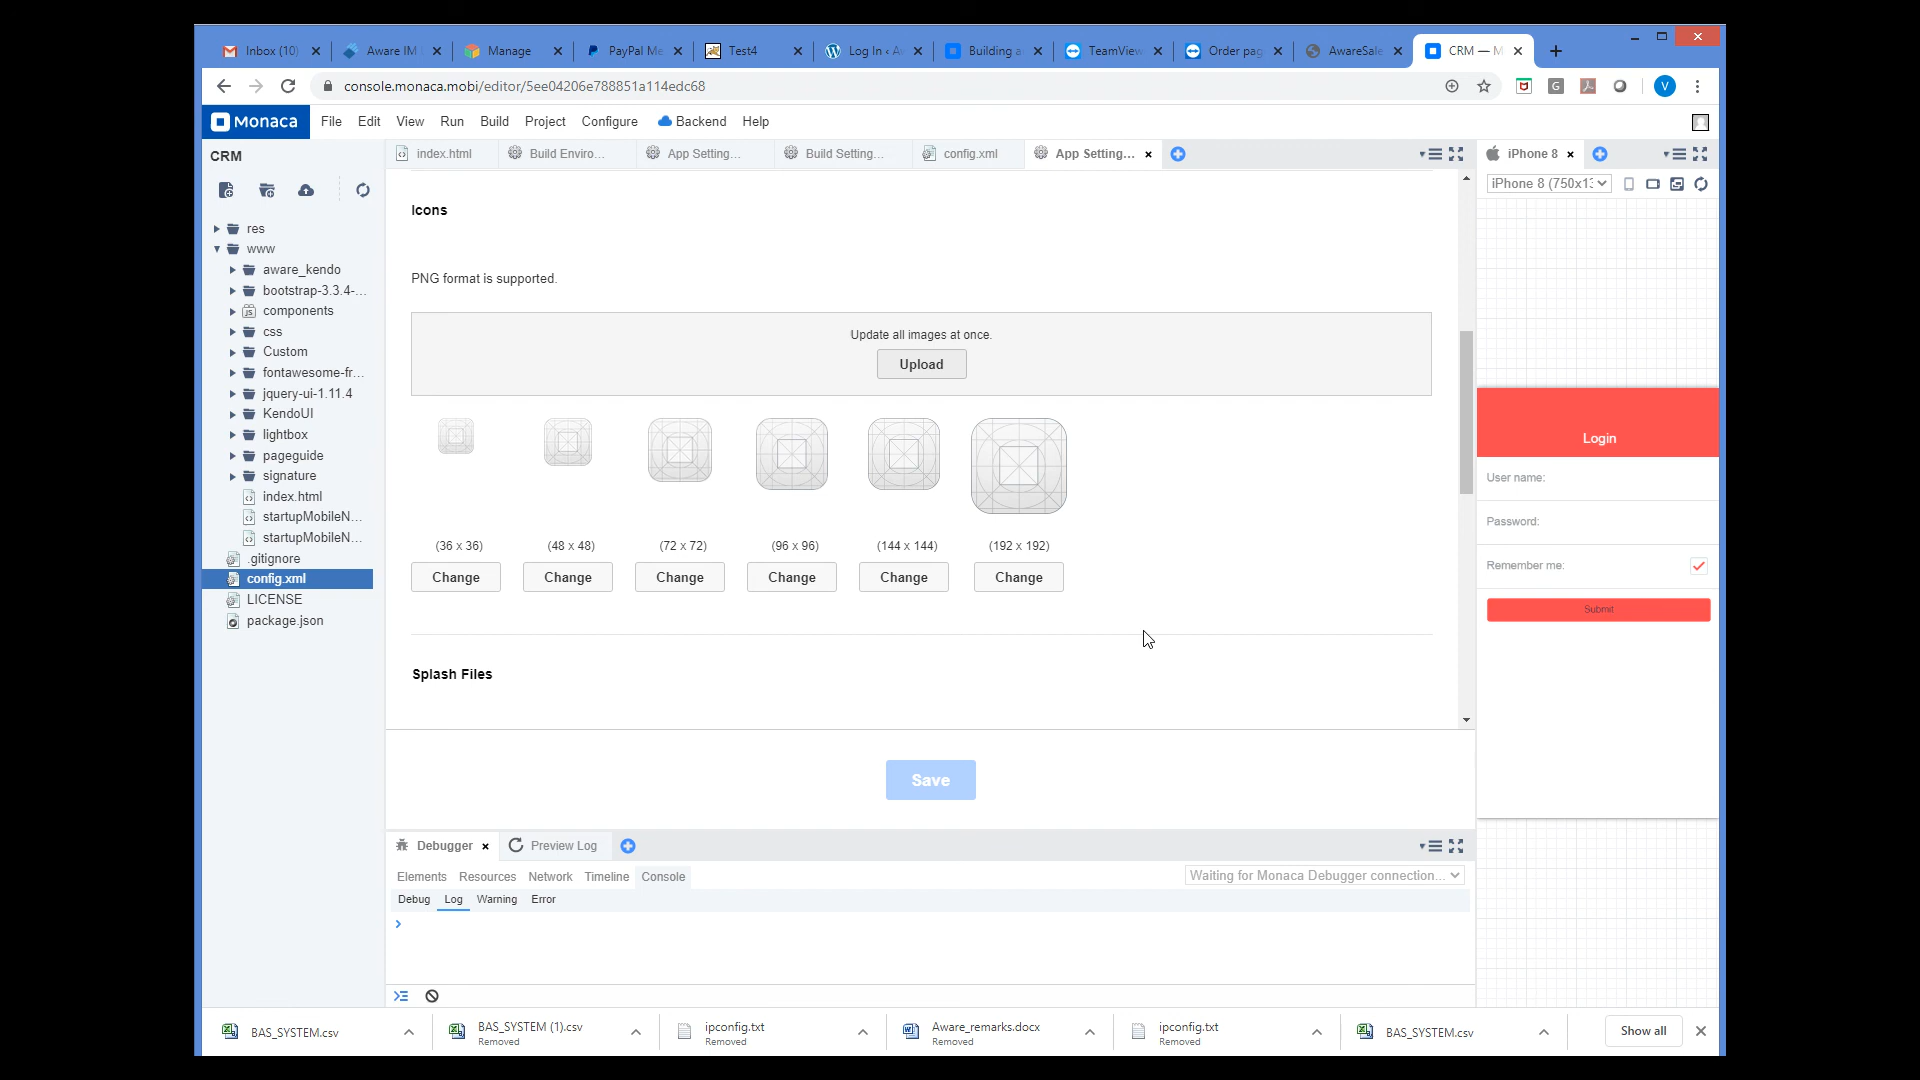 Inbox (10)
Aware IM
Manage
PayPal Me
Test4
Log In ‹ A
Building a
TeamView
Order pag
AwareSale
CRM — M
console.monaca.mobi/editor/5ee04206e788851a114edc68
V
Monaca
File
Edit
View
Run
Build
Project
Configure
Backend
Help
CRM
index.html
Build Enviro...
App Setting...
Build Setting...
config.xml
App Setting...
iPhone 8
iPhone 8 (750x13
res
www
aware_kendo
bootstrap-3.3.4-...
components
css
Custom
fontawesome-fr...
jquery-ui-1.11.4
KendoUI
lightbox
pageguide
signature
index.html
startupMobileN...
startupMobileN...
.gitignore
config.xml
LICENSE
package.json
Icons
PNG format is supported.
Update all images at once.
Upload
(36 x 36)
(48 x 48)
(72 x 72)
(96 x 96)
(144 x 144)
(192 x 192)
Change
Change
Change
Change
Change
Change
Splash Files
Save
Login
User name:
Password:
Remember me:
Submit
Debugger
Preview Log
Elements
Resources
Network
Timeline
Console
Waiting for Monaca Debugger connection...
Debug
Log
Warning
Error
BAS_SYSTEM.csv
BAS_SYSTEM (1).csv
Removed
ipconfig.txt
Removed
Aware_remarks.docx
Removed
ipconfig.txt
Removed
BAS_SYSTEM.csv
Show all